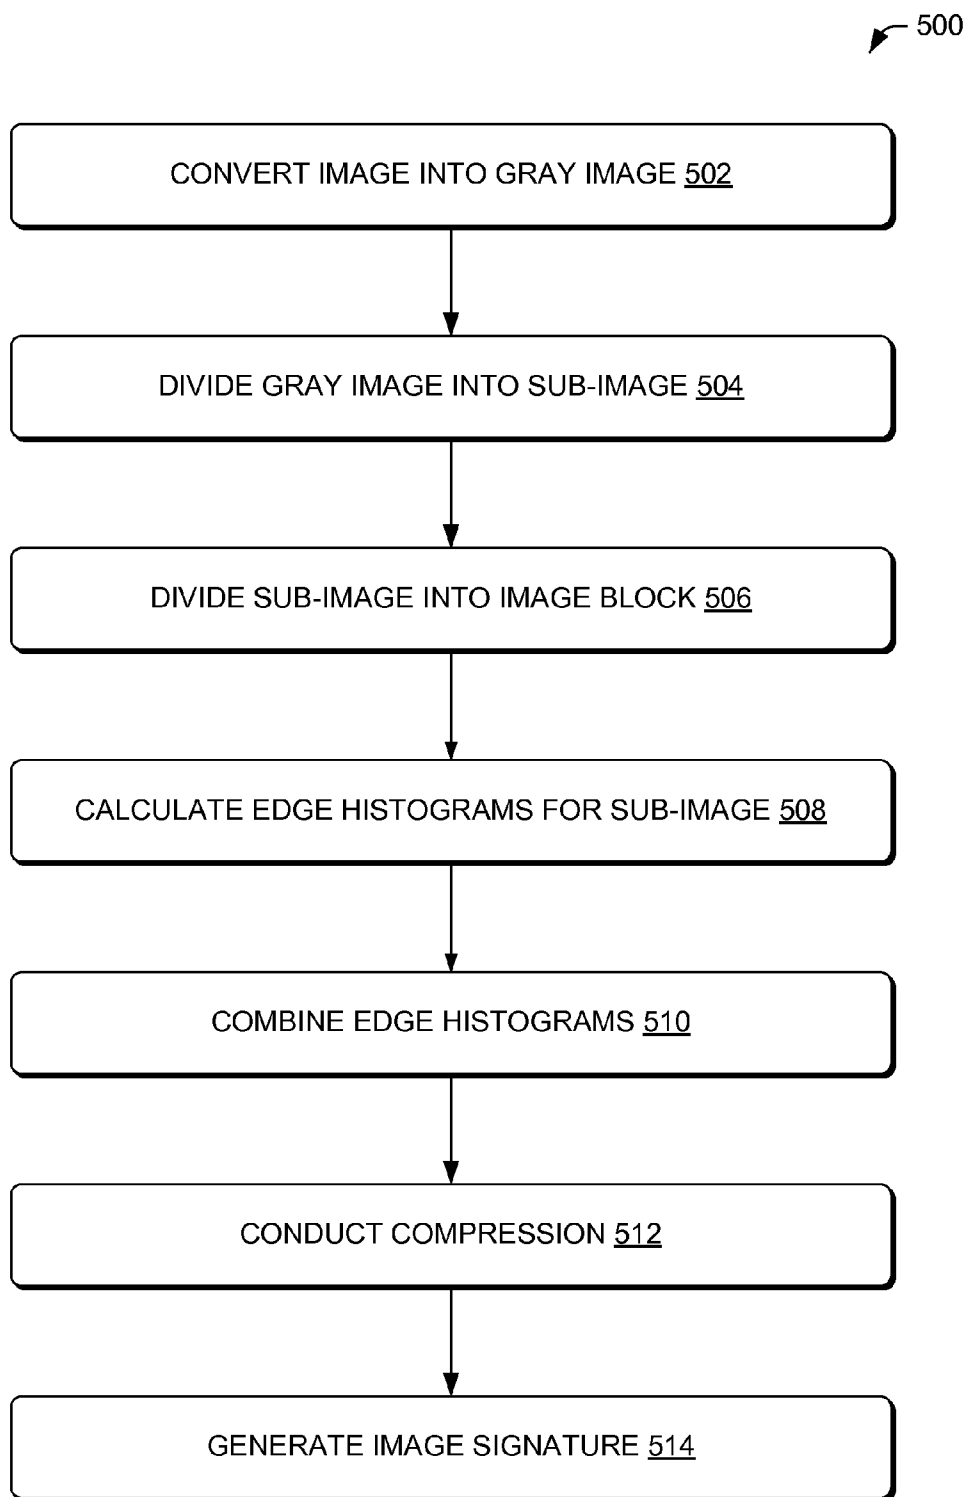 500
CONVERT IMAGE INTO GRAY IMAGE 502
DIVIDE GRAY IMAGE INTO SUB-IMAGE 504
DIVIDE SUB-IMAGE INTO IMAGE BLOCK 506
CALCULATE EDGE HISTOGRAMS FOR SUB-IMAGE 508
COMBINE EDGE HISTOGRAMS 510
CONDUCT COMPRESSION 512
GENERATE IMAGE SIGNATURE 514